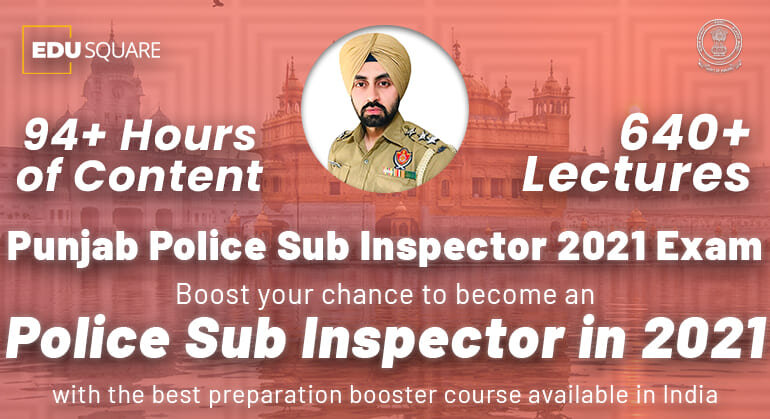 EDU SQUARE
94+ Hours
of Content
640+
Lectures
Punjab Police Sub Inspector 2021 Exam
Boost your chance to become an
Police Sub Inspector in 2021
with the best preparation booster course available in India